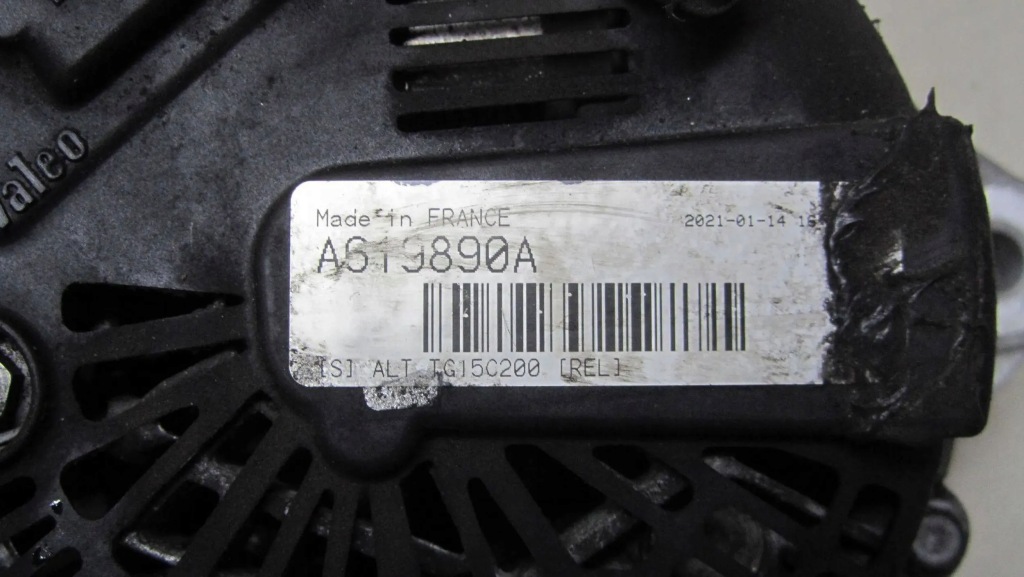 Valeo
Made in FRANCE
2021-01-14
A619890A
[S] ALT TG15C200 [REL]